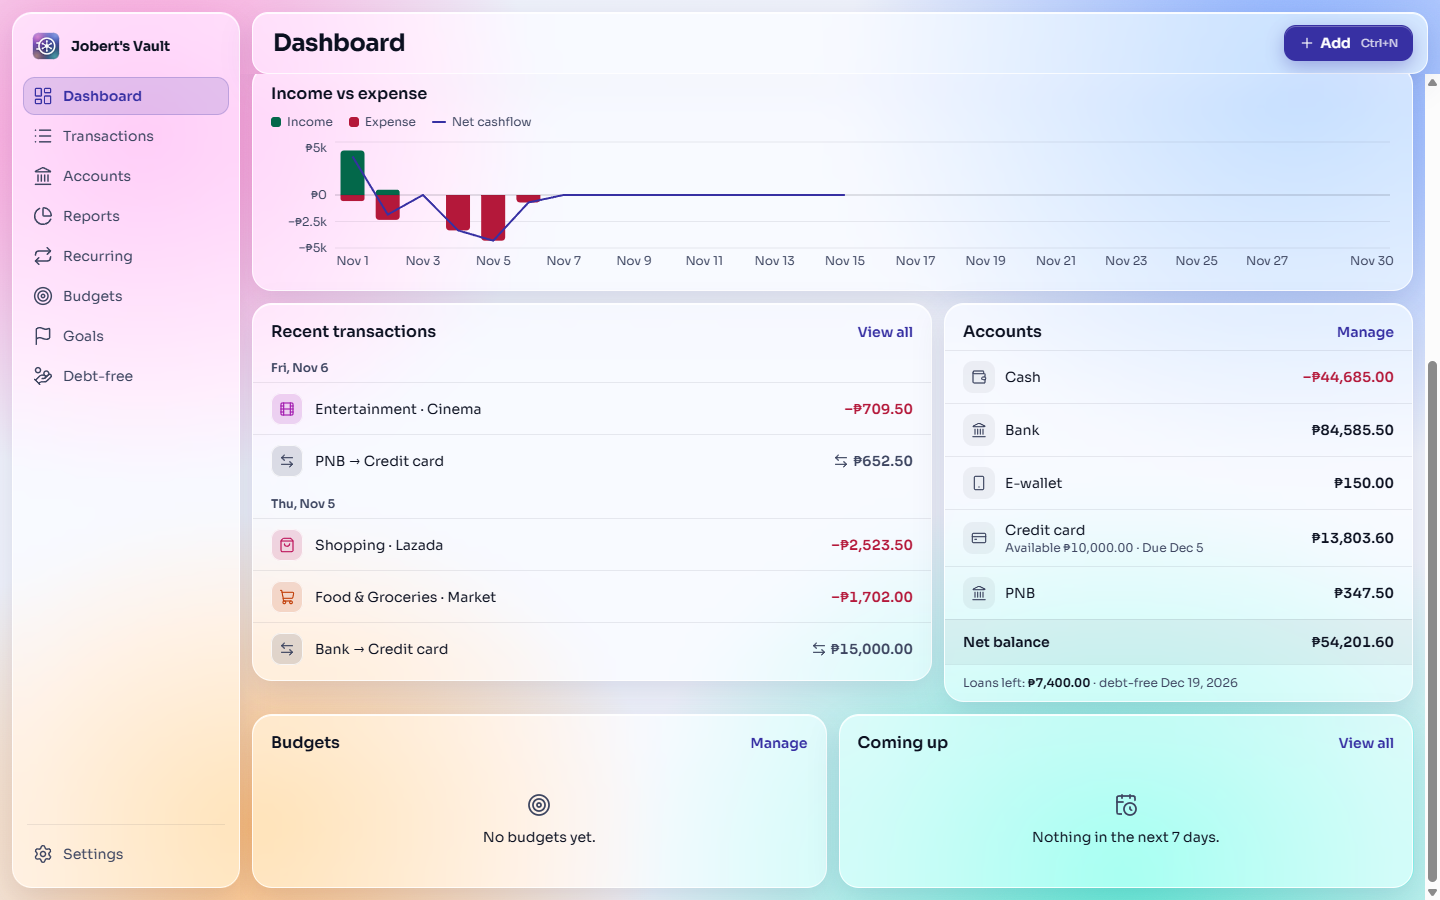 Jobert's Vault
Dashboard
Transactions
Accounts
Reports
Recurring
Budgets
Goals
Debt-free
Settings
Dashboard
+ Add Ctrl+N
Income vs expense
Income Expense Net cashflow
₱5k
₱0
−₱2.5k
−₱5k
Nov 1 Nov 3 Nov 5 Nov 7 Nov 9 Nov 11 Nov 13 Nov 15 Nov 17 Nov 19 Nov 21 Nov 23 Nov 25 Nov 27 Nov 30
Recent transactions View all
Fri, Nov 6
Entertainment · Cinema −₱709.50
PNB → Credit card ₱652.50
Thu, Nov 5
Shopping · Lazada −₱2,523.50
Food & Groceries · Market −₱1,702.00
Bank → Credit card ₱15,000.00
Accounts Manage
Cash −₱44,685.00
Bank ₱84,585.50
E-wallet ₱150.00
Credit card ₱13,803.60
Available ₱10,000.00 · Due Dec 5
PNB ₱347.50
Net balance ₱54,201.60
Loans left: ₱7,400.00 · debt-free Dec 19, 2026
Budgets Manage
No budgets yet.
Coming up View all
Nothing in the next 7 days.